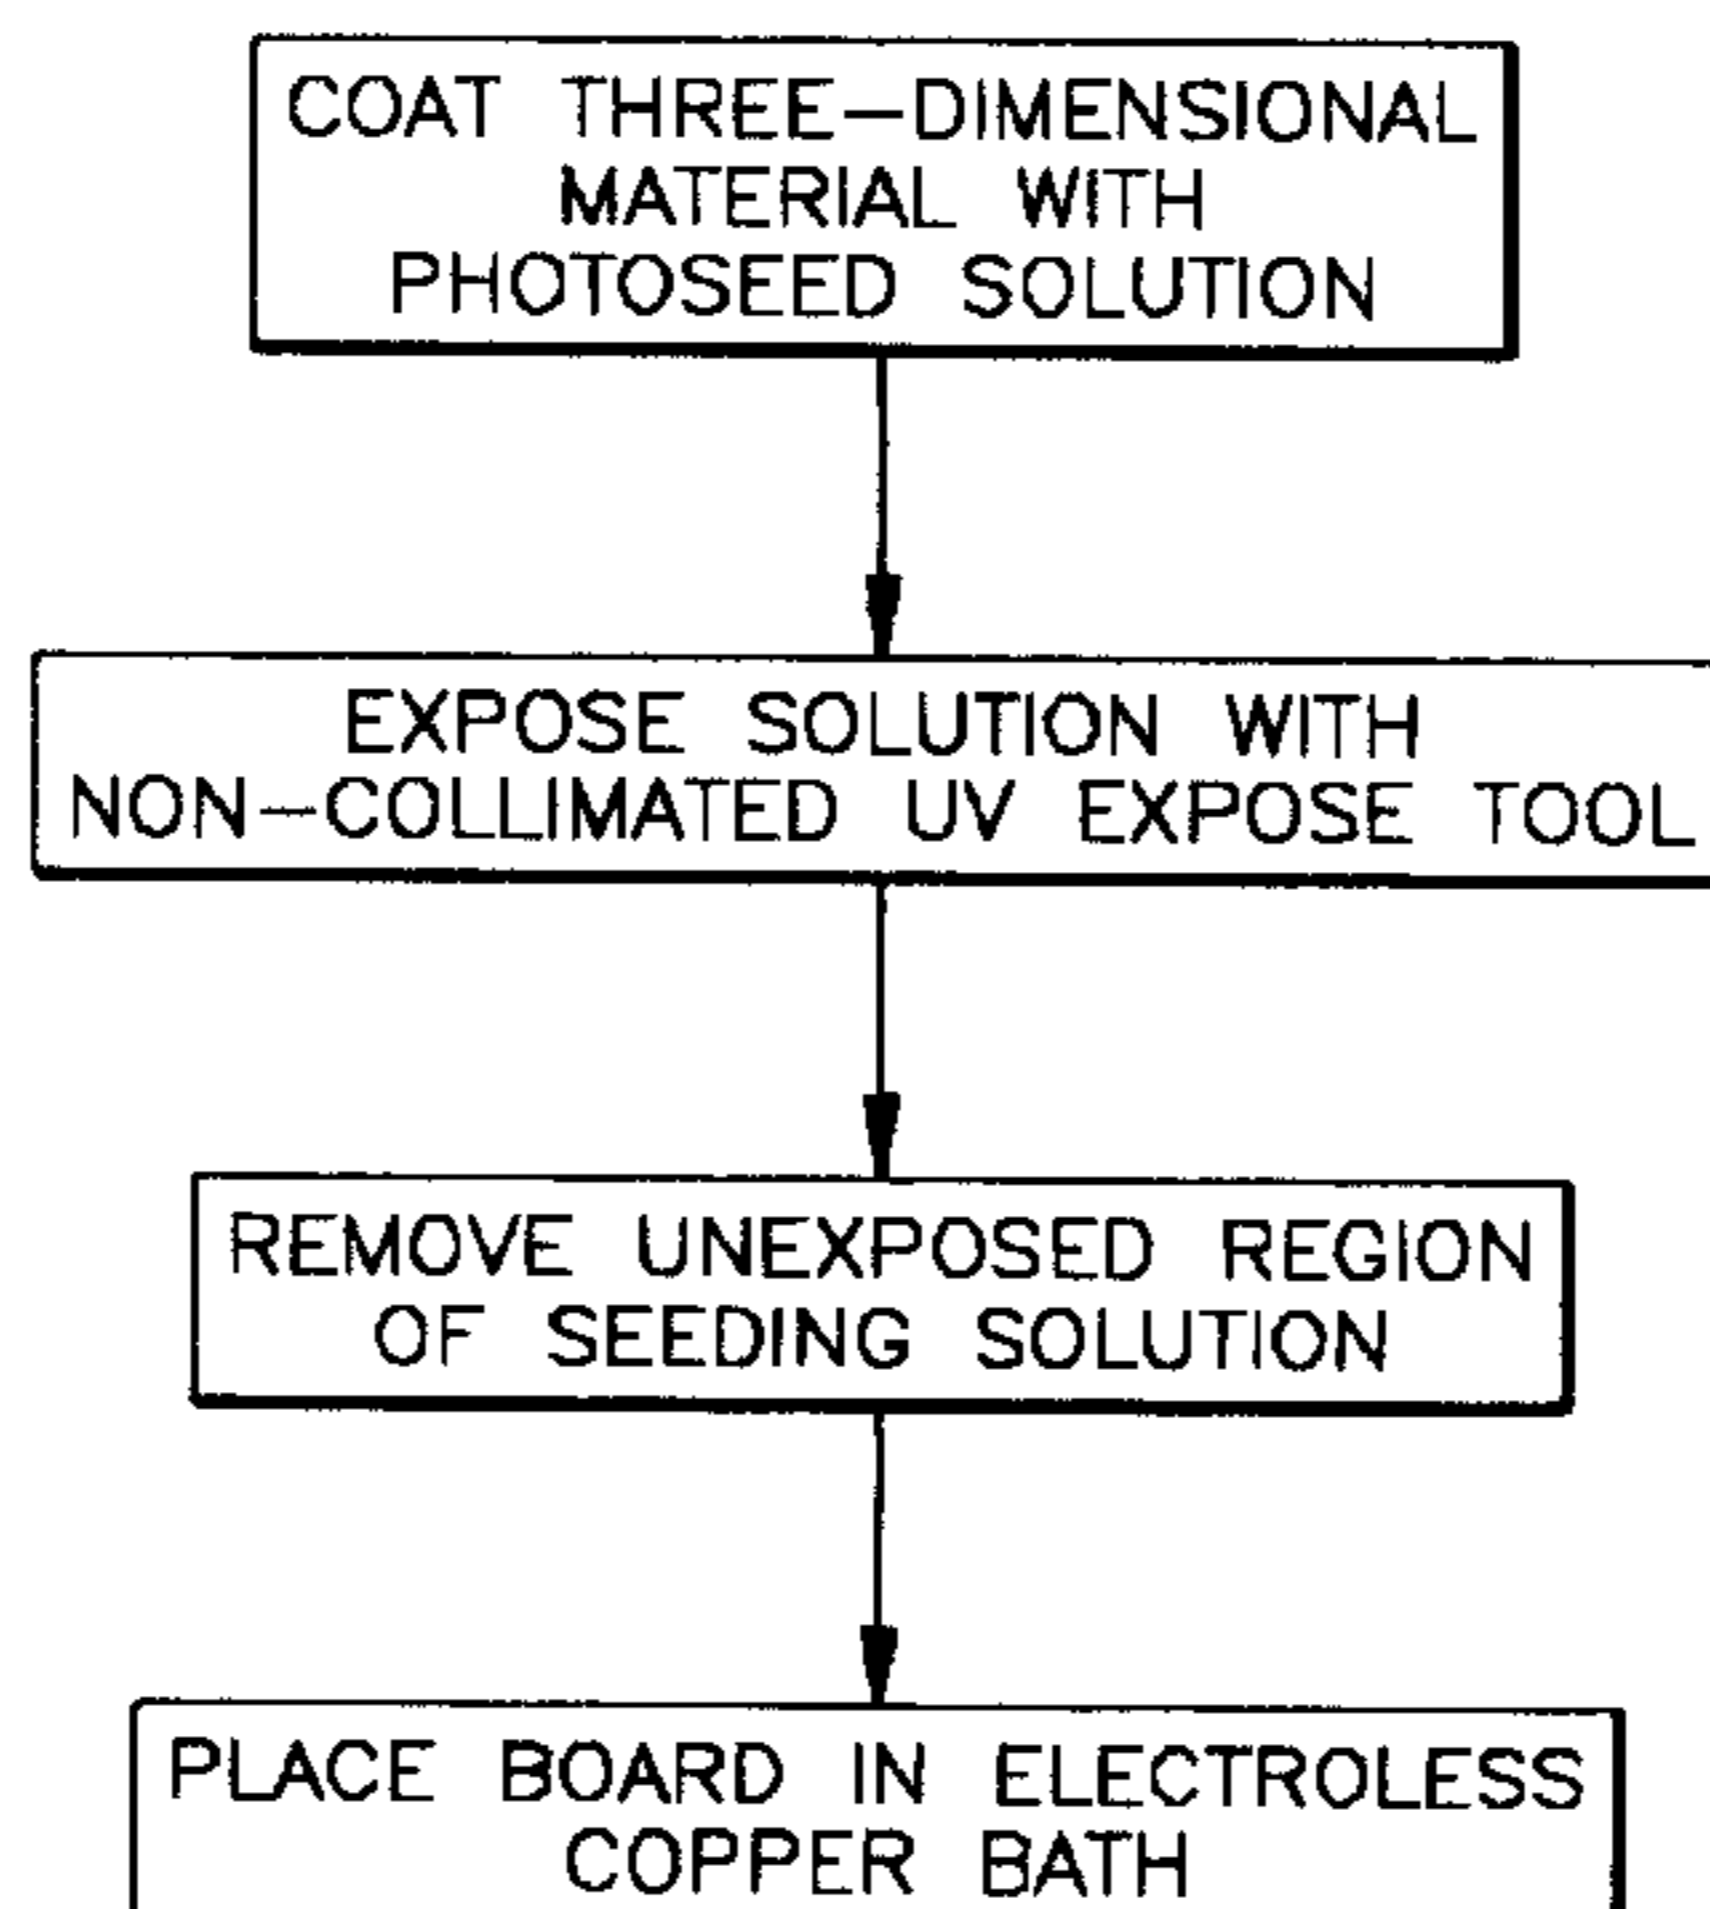 COAT THREE-DIMENSIONAL
MATERIAL WITH
PHOTOSEED SOLUTION
EXPOSE SOLUTION WITH
NON-COLLIMATED UV EXPOSE TOOL
REMOVE UNEXPOSED REGION
OF SEEDING SOLUTION
PLACE BOARD IN ELECTROLESS
COPPER BATH